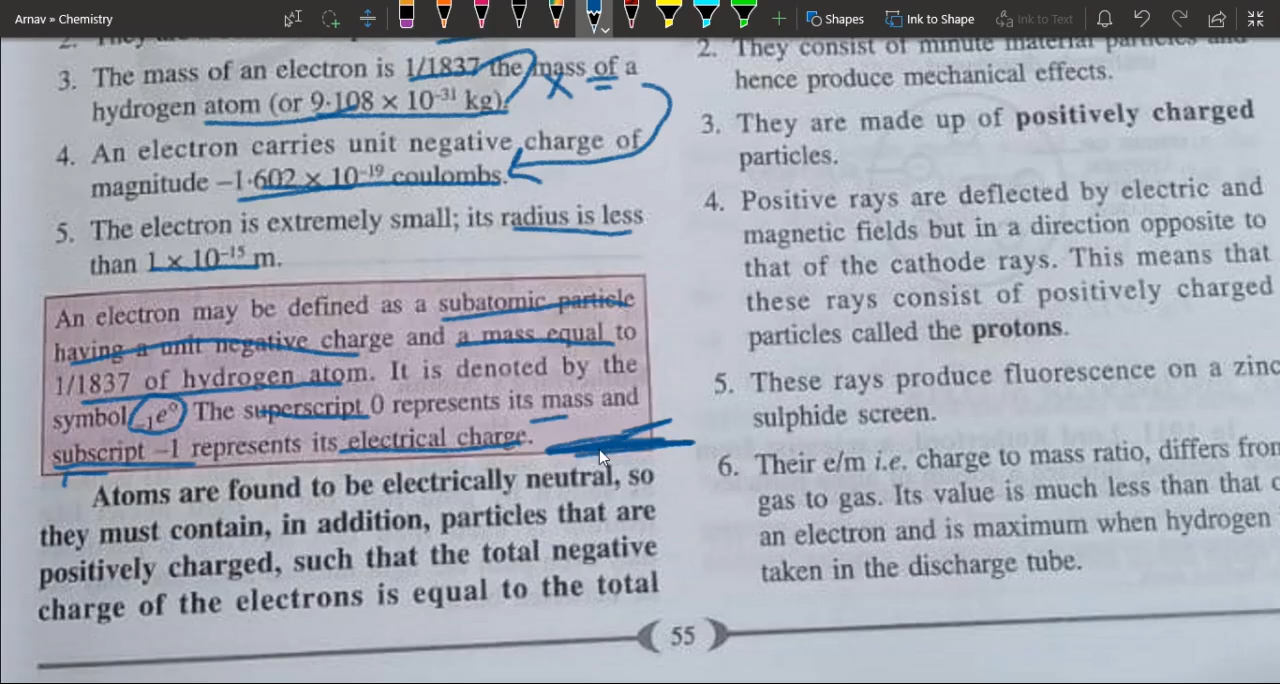 Arnav » Chemistry
Shapes
Ink to Shape
Ink to Text
3. The mass of an electron is 1/1837 the mass of a
hydrogen atom (or 9·108 × 10⁻³¹ kg).
4. An electron carries unit negative charge of
magnitude –1·602 × 10⁻¹⁹ coulombs.
5. The electron is extremely small; its radius is less
than 1 × 10⁻¹⁵ m.
An electron may be defined as a subatomic particle
having a unit negative charge and a mass equal to
1/1837 of hydrogen atom. It is denoted by the
symbol ₋₁e⁰. The superscript 0 represents its mass and
subscript –1 represents its electrical charge.
Atoms are found to be electrically neutral, so
they must contain, in addition, particles that are
positively charged, such that the total negative
charge of the electrons is equal to the total
2. They consist of minute material particles and
hence produce mechanical effects.
3. They are made up of positively charged
particles.
4. Positive rays are deflected by electric and
magnetic fields but in a direction opposite to
that of the cathode rays. This means that
these rays consist of positively charged
particles called the protons.
5. These rays produce fluorescence on a zinc
sulphide screen.
6. Their e/m i.e. charge to mass ratio, differs from
gas to gas. Its value is much less than that
an electron and is maximum when hydrogen
taken in the discharge tube.
55